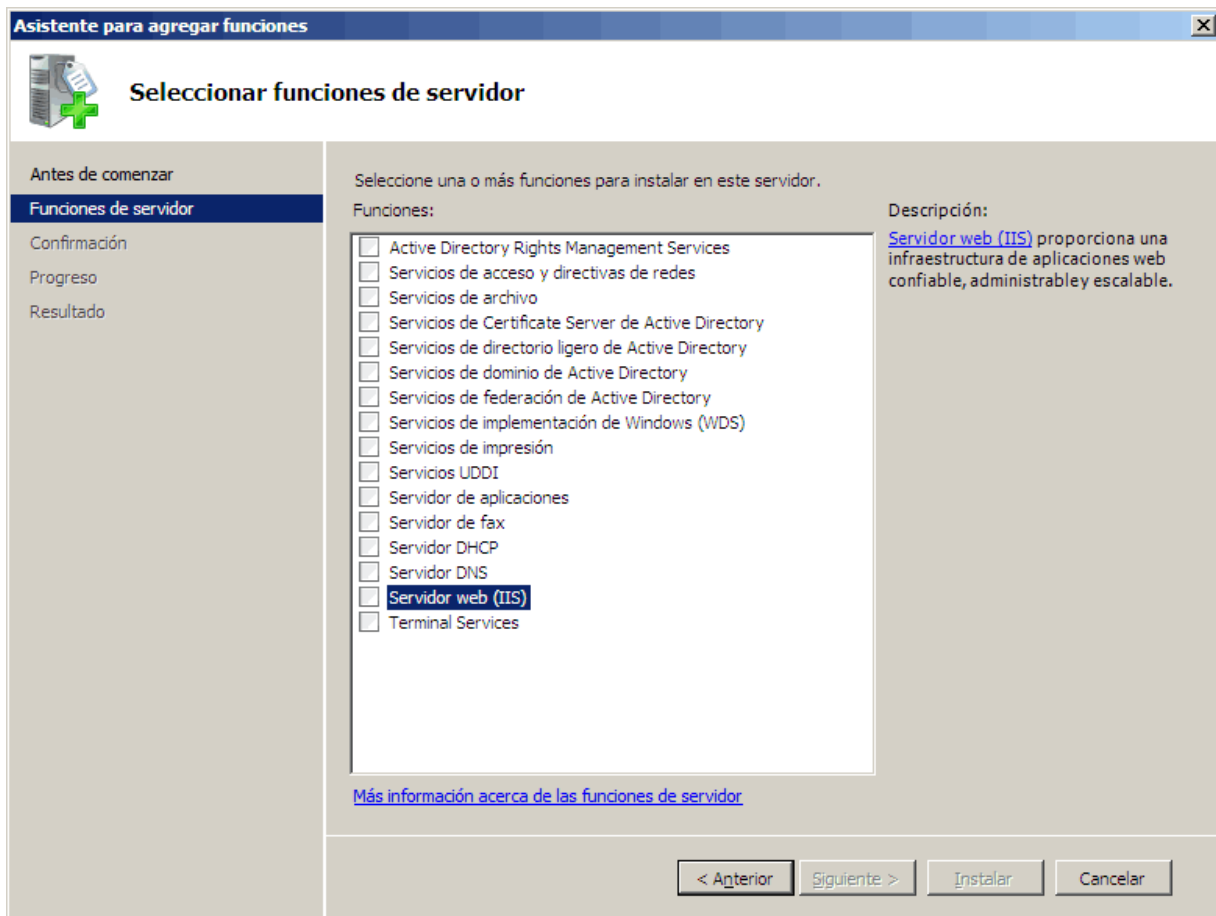 Asistente para agregar funciones
Seleccionar funciones de servidor
Antes de comenzar
Funciones de servidor
Confirmación
Progreso
Resultado
Seleccione una o más funciones para instalar en este servidor.
Funciones:
Active Directory Rights Management Services
Servicios de acceso y directivas de redes
Servicios de archivo
Servicios de Certificate Server de Active Directory
Servicios de directorio ligero de Active Directory
Servicios de dominio de Active Directory
Servicios de federación de Active Directory
Servicios de implementación de Windows (WDS)
Servicios de impresión
Servicios UDDI
Servidor de aplicaciones
Servidor de fax
Servidor DHCP
Servidor DNS
Servidor web (IIS)
Terminal Services
Más información acerca de las funciones de servidor
Descripción:
Servidor web (IIS) proporciona una
infraestructura de aplicaciones web
confiable, administrable y escalable.
< Anterior
Siguiente >
Instalar
Cancelar